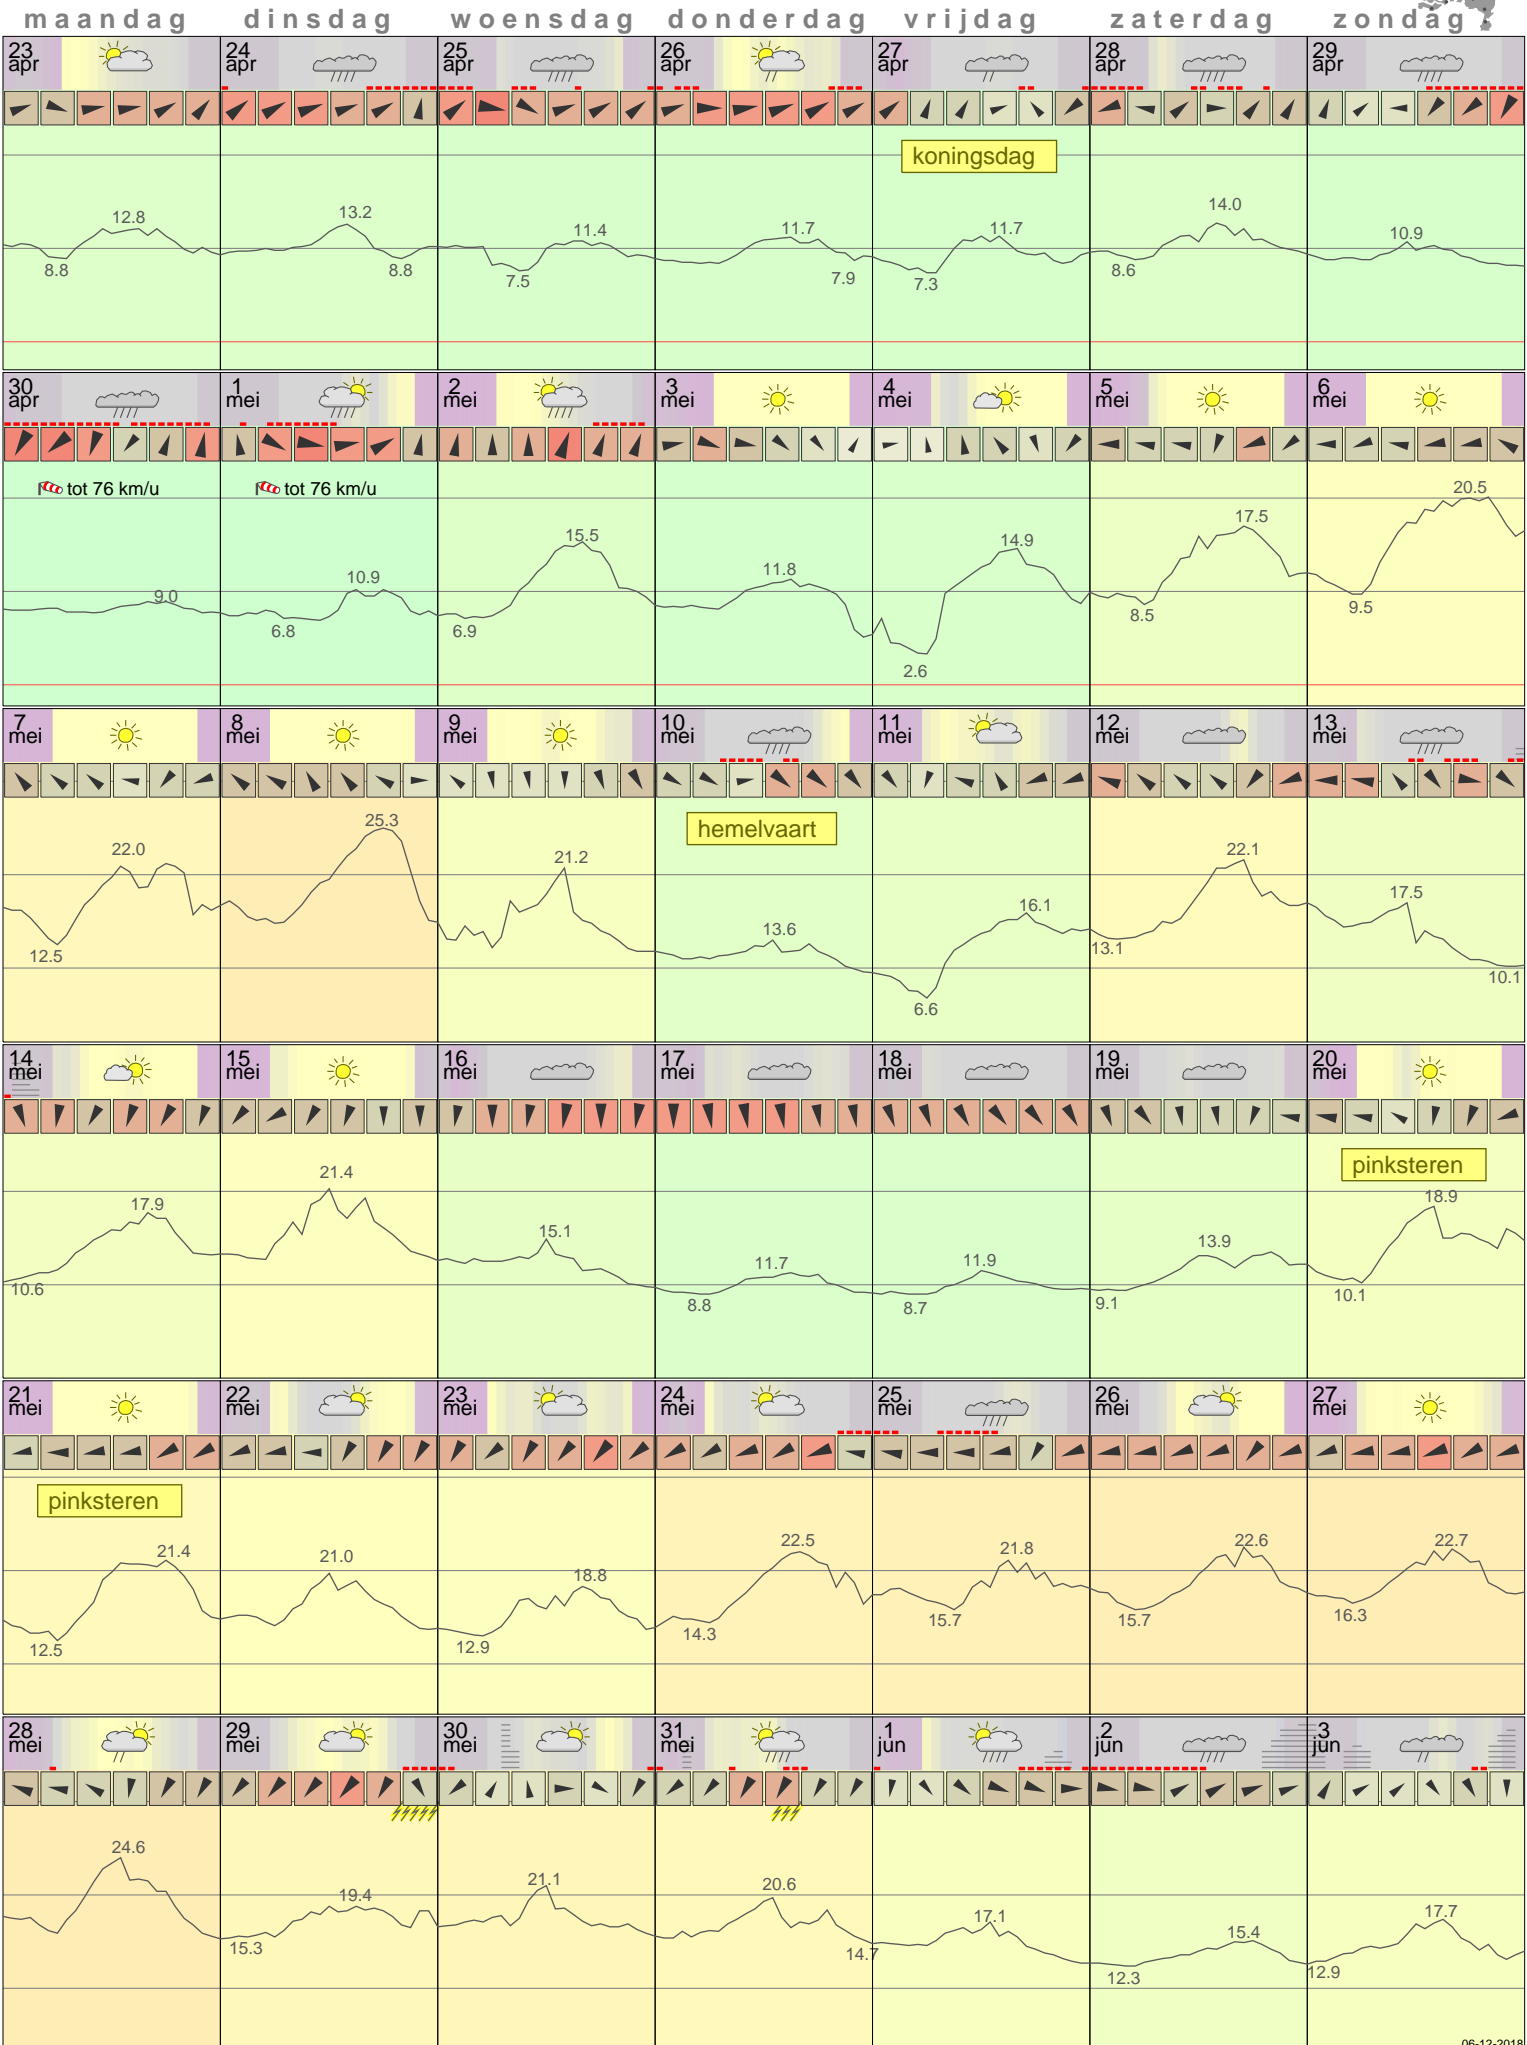 maandag dinsdag woensdag donderdag vrijdag zaterdag zondag
23 24 25 26 27 28 29
apr apr apr apr apr apr apr
koningsdag
12.8 13.2 11.4 11.7 11.7 14.0 10.9
8.8 8.8 7.5 7.9 7.3 8.6
30 1 2 3 4 5 6
apr mei mei mei mei mei mei
tot 76 km/u tot 76 km/u
9.0 10.9 15.5 11.8 14.9 17.5 20.5
6.8 6.9 2.6 8.5 9.5
7 8 9 10 11 12 13
mei mei mei mei mei mei mei
hemelvaart
22.0 25.3 21.2 13.6 16.1 22.1 17.5
12.5 6.6 13.1 10.1
14 15 16 17 18 19 20
mei mei mei mei mei mei mei
pinksteren
17.9 21.4 15.1 11.7 11.9 13.9 18.9
10.6 8.8 8.7 9.1 10.1
21 22 23 24 25 26 27
mei mei mei mei mei mei mei
pinksteren
21.4 21.0 18.8 22.5 21.8 22.6 22.7
12.5 12.9 14.3 15.7 15.7 16.3
28 29 30 31 1 2 3
mei mei mei mei jun jun jun
24.6 19.4 21.1 20.6 17.1 15.4 17.7
15.3 14.7 12.3 12.9
06-12-2018